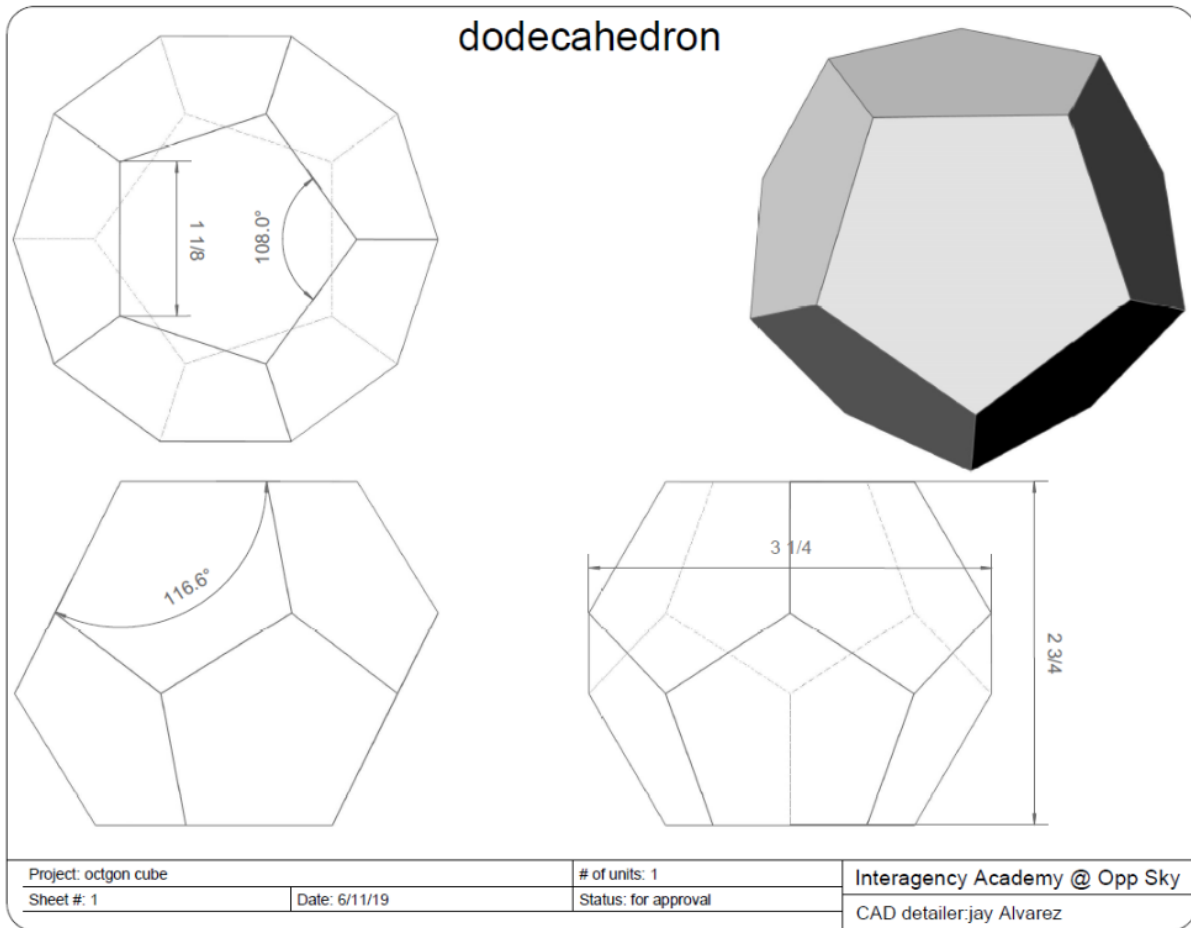 dodecahedron
1 1/8
108.0°
116.6°
3 1/4
2 3/4
Project: octgon cube
# of units: 1
Interagency Academy @ Opp Sky
Sheet #: 1
Date: 6/11/19
Status: for approval
CAD detailer:jay Alvarez